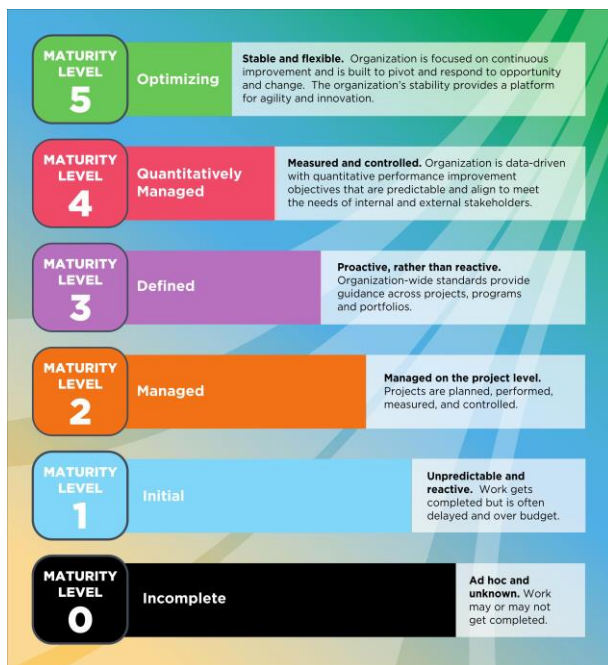 MATURITY
LEVEL
5
Optimizing
Stable and flexible. Organization is focused on continuous
improvement and is built to pivot and respond to opportunity
and change. The organization's stability provides a platform
for agility and innovation.
MATURITY
LEVEL
4
Quantitatively
Managed
Measured and controlled. Organization is data-driven
with quantitative performance improvement
objectives that are predictable and align to meet
the needs of internal and external stakeholders.
MATURITY
LEVEL
3
Defined
Proactive, rather than reactive.
Organization-wide standards provide
guidance across projects, programs
and portfolios.
MATURITY
LEVEL
2
Managed
Managed on the project level.
Projects are planned, performed,
measured, and controlled.
MATURITY
LEVEL
1
Initial
Unpredictable and
reactive. Work gets
completed but is often
delayed and over budget.
MATURITY
LEVEL
0
Incomplete
Ad hoc and
unknown. Work
may or may not
get completed.